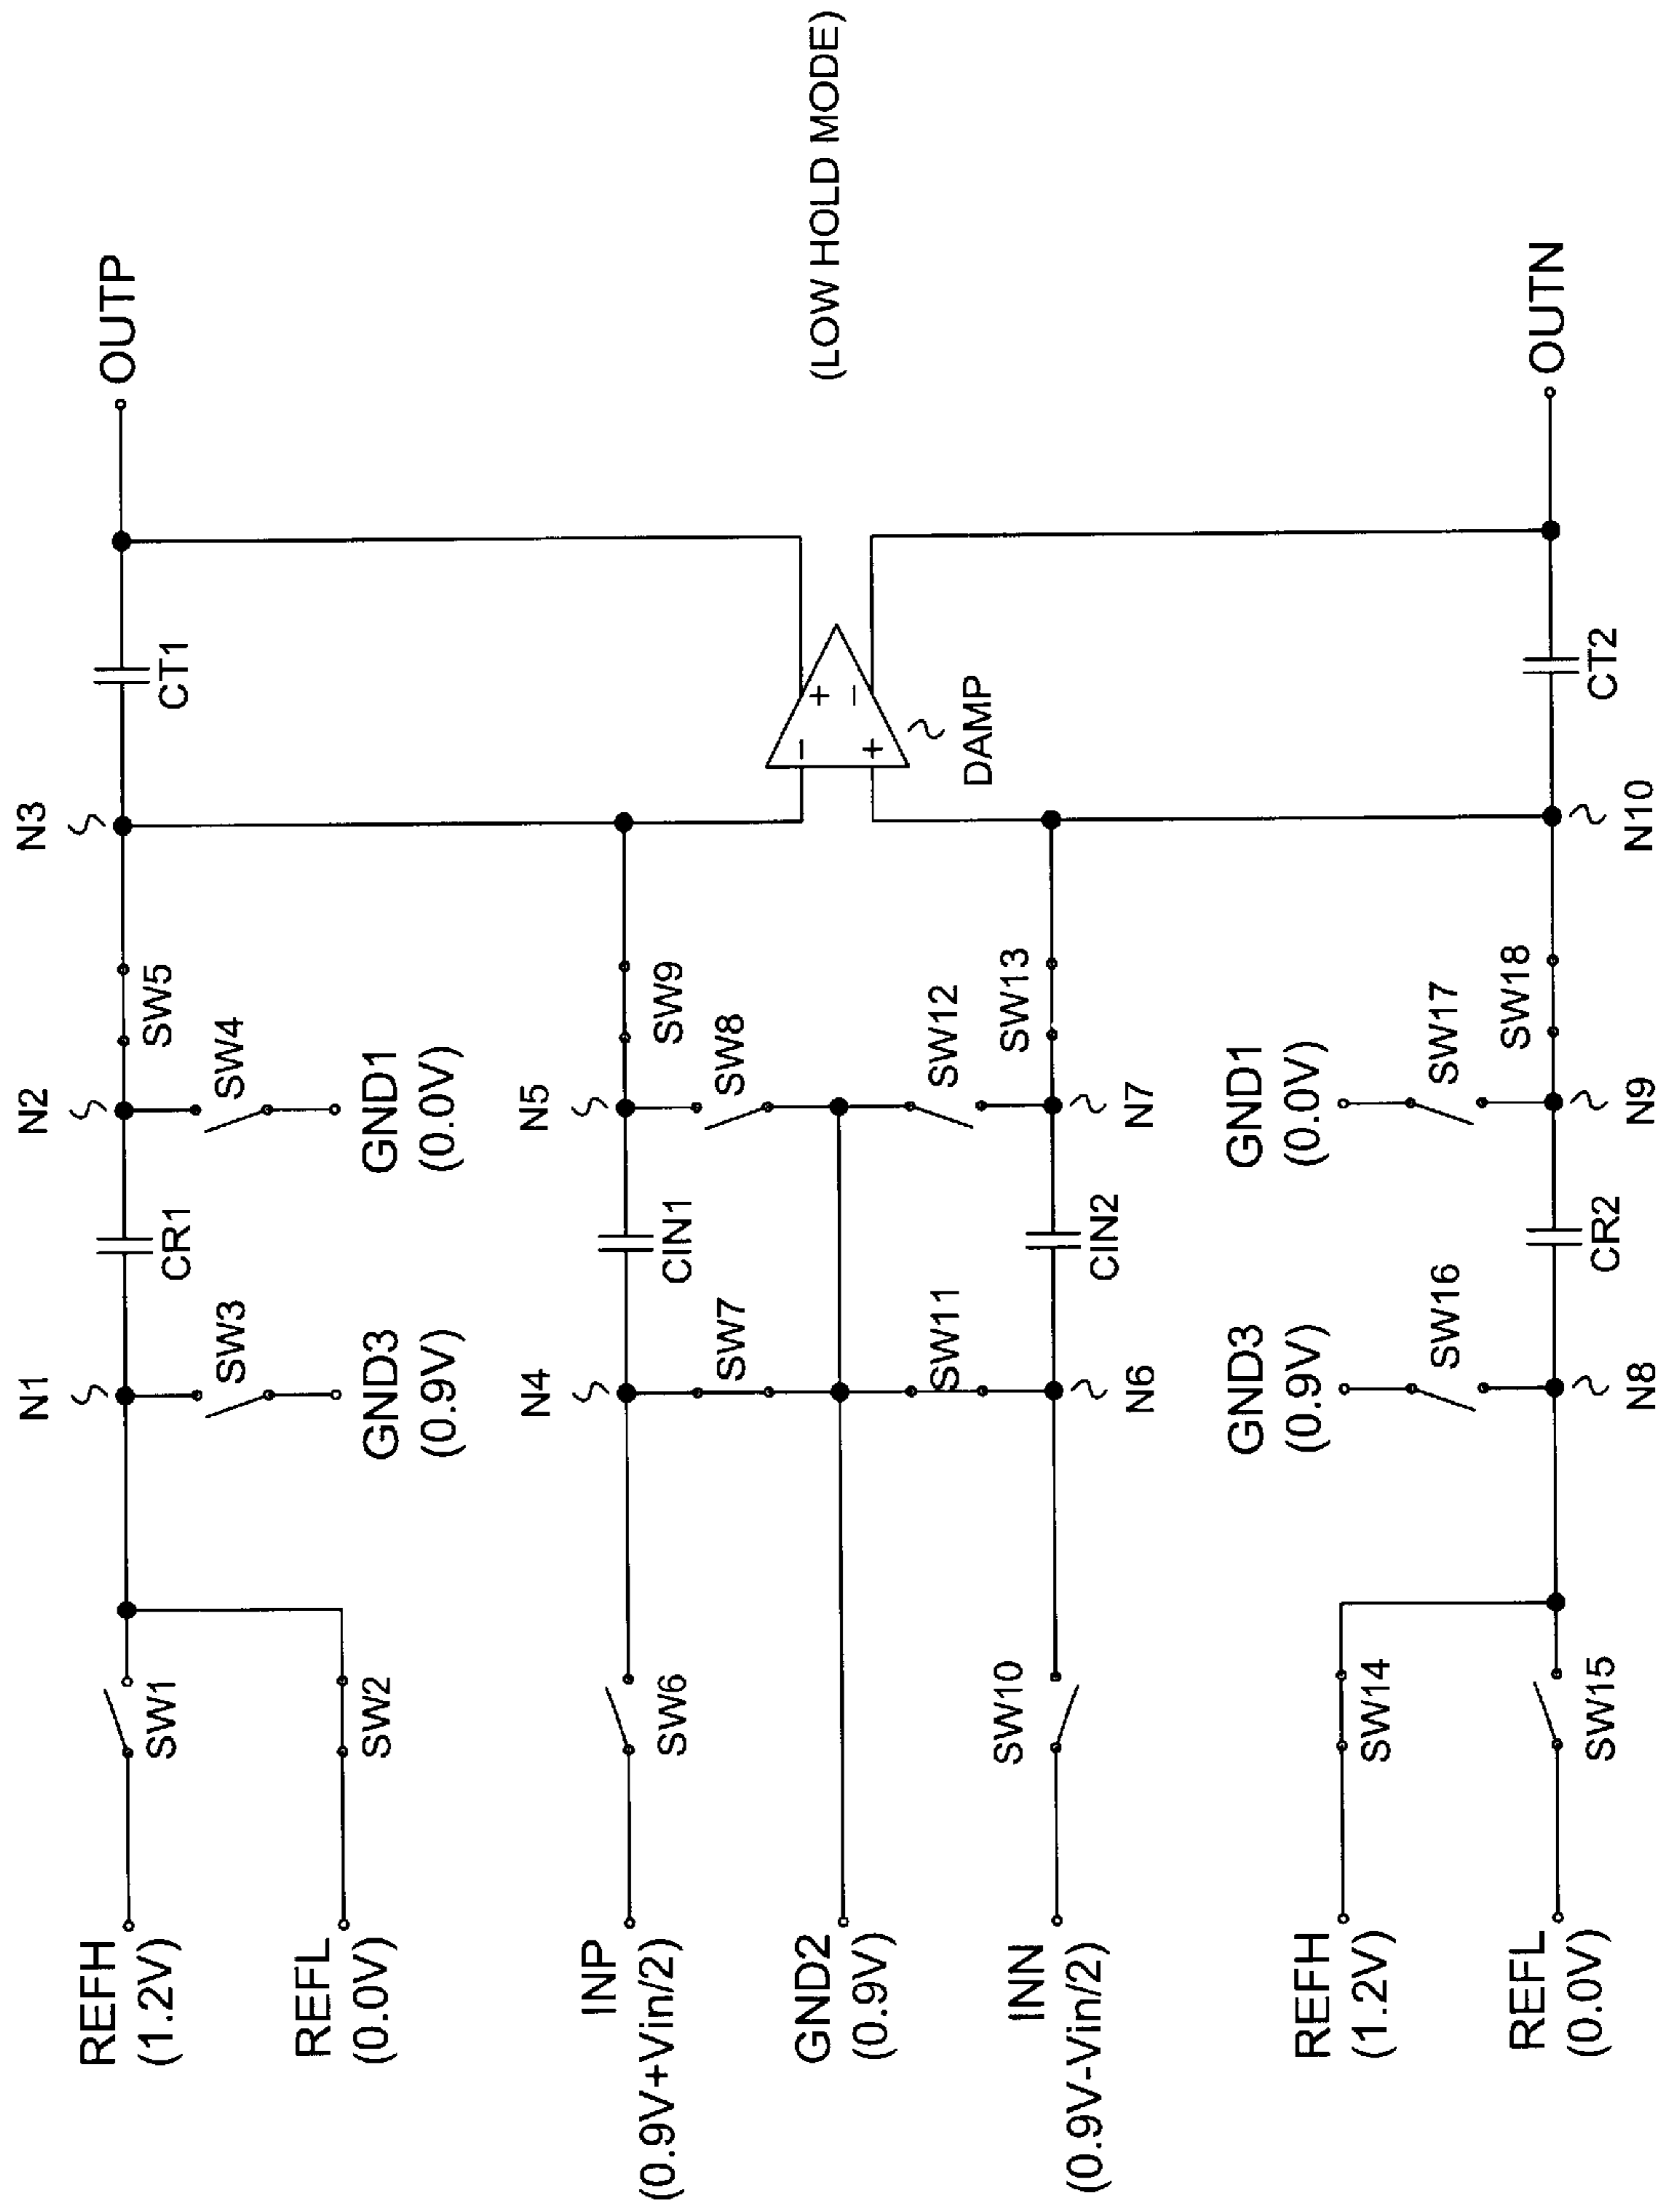 REFH
(1.2V)
SW1
N1
SW3
GND3
(0.9V)
CR1
N2
SW4
GND1
(0.0V)
SW5
N3
CT1
OUTP
REFL
(0.0V)
SW2
INP
(0.9V+Vin/2)
SW6
N4
SW7
CIN1
N5
SW8
SW9
GND2
(0.9V)
- +
+ -
DAMP
(LOW HOLD MODE)
INN
(0.9V-Vin/2)
SW10
SW11
N6
CIN2
SW12
N7
SW13
REFH
(1.2V)
SW14
GND3
(0.9V)
SW16
GND1
(0.0V)
SW17
REFL
(0.0V)
SW15
N8
CR2
N9
SW18
N10
CT2
OUTN